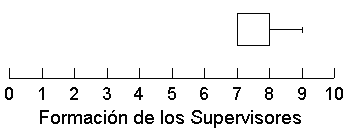 0 1 2 3 4 5 6 7 8 9 10
Formación de los Supervisores